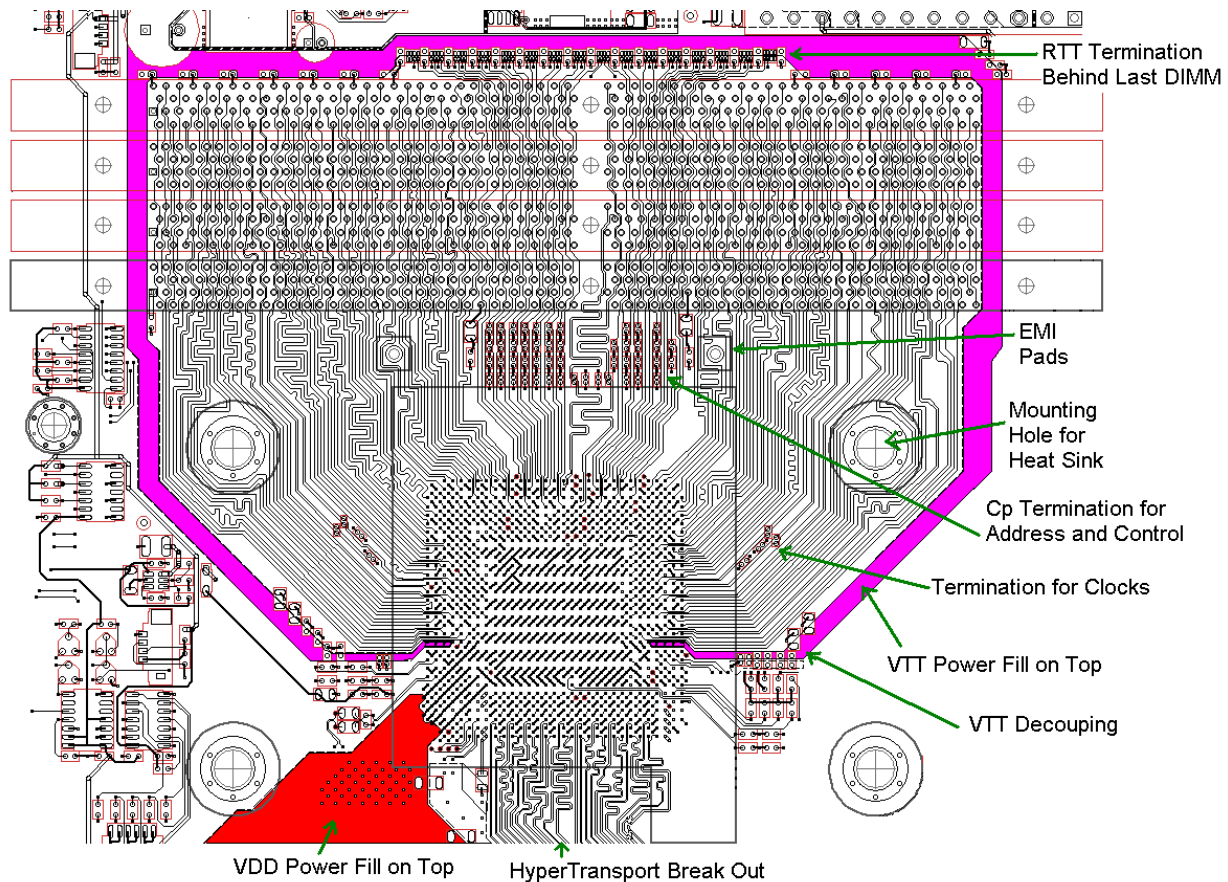 RTT Termination
Behind Last DIMM
EMI
Pads
Mounting
Hole for
Heat Sink
Cp Termination for
Address and Control
Termination for Clocks
VTT Power Fill on Top
VTT Decouping
VDD Power Fill on Top
HyperTransport Break Out